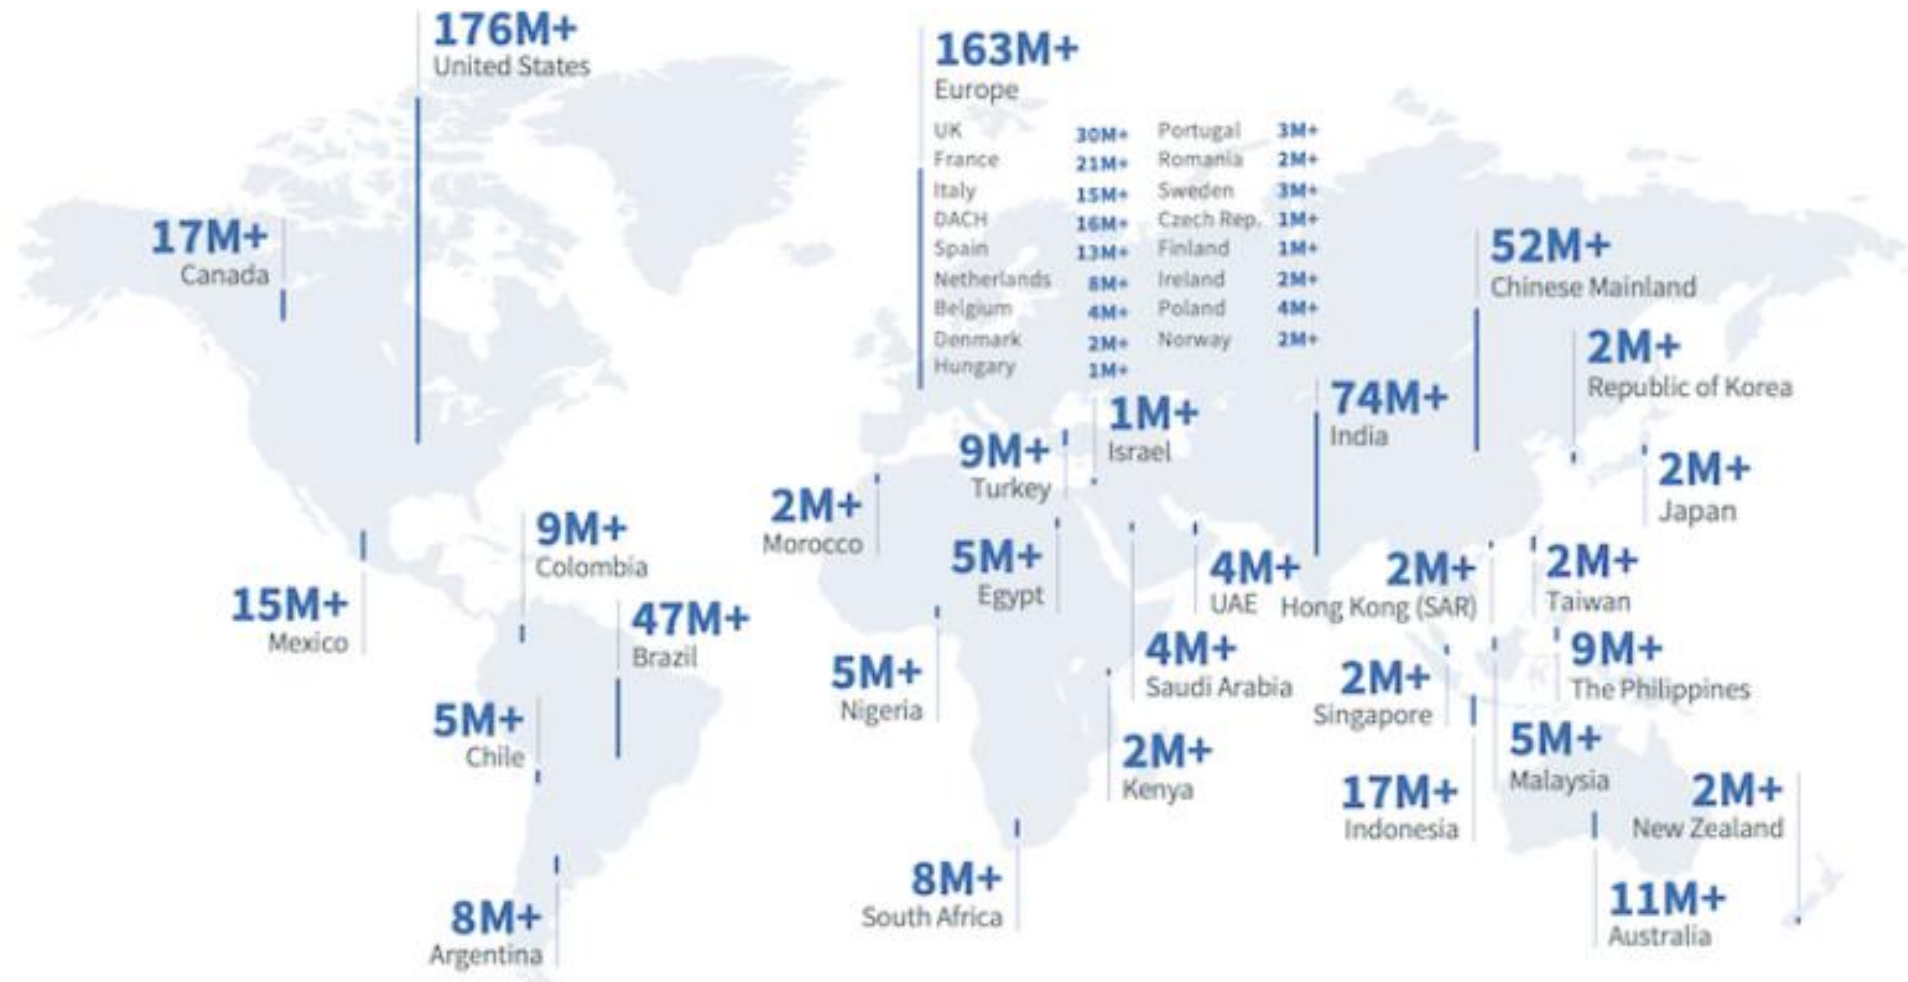 176M+
United States
163M+
Europe
UK 30M+ Portugal 3M+
France 21M+ Romania 2M+
Italy 15M+ Sweden 3M+
DACH 16M+ Czech Rep. 1M+
Spain 13M+ Finland 1M+
Netherlands 8M+ Ireland 2M+
Belgium 4M+ Poland 4M+
Denmark 2M+ Norway 2M+
Hungary 1M+
17M+
Canada
52M+
Chinese Mainland
2M+
Republic of Korea
74M+
India
1M+
Israel
9M+
Turkey
2M+
Japan
2M+
Morocco
9M+
Colombia
5M+
Egypt
4M+
UAE
2M+
Hong Kong (SAR)
2M+
Taiwan
15M+
Mexico
47M+
Brazil
5M+
Nigeria
4M+
Saudi Arabia
2M+
Singapore
9M+
The Philippines
5M+
Chile
2M+
Kenya
5M+
Malaysia
17M+
Indonesia
2M+
New Zealand
8M+
Argentina
8M+
South Africa
11M+
Australia